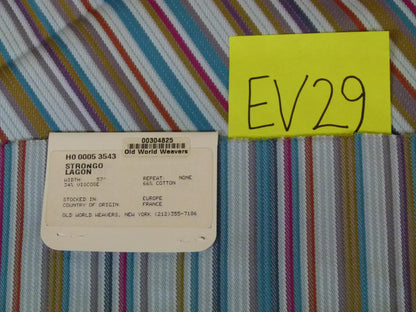 EV29
00304825
Old World Weavers
H0 0005 3543
STRONGO
LAGON
WIDTH 57" REPEAT: NONE
34% VISCOSE 66% COTTON
STOCKED IN EUROPE
COUNTRY OF ORIGIN FRANCE
OLD WORLD WEAVERS, NEW YORK (212)355-7186